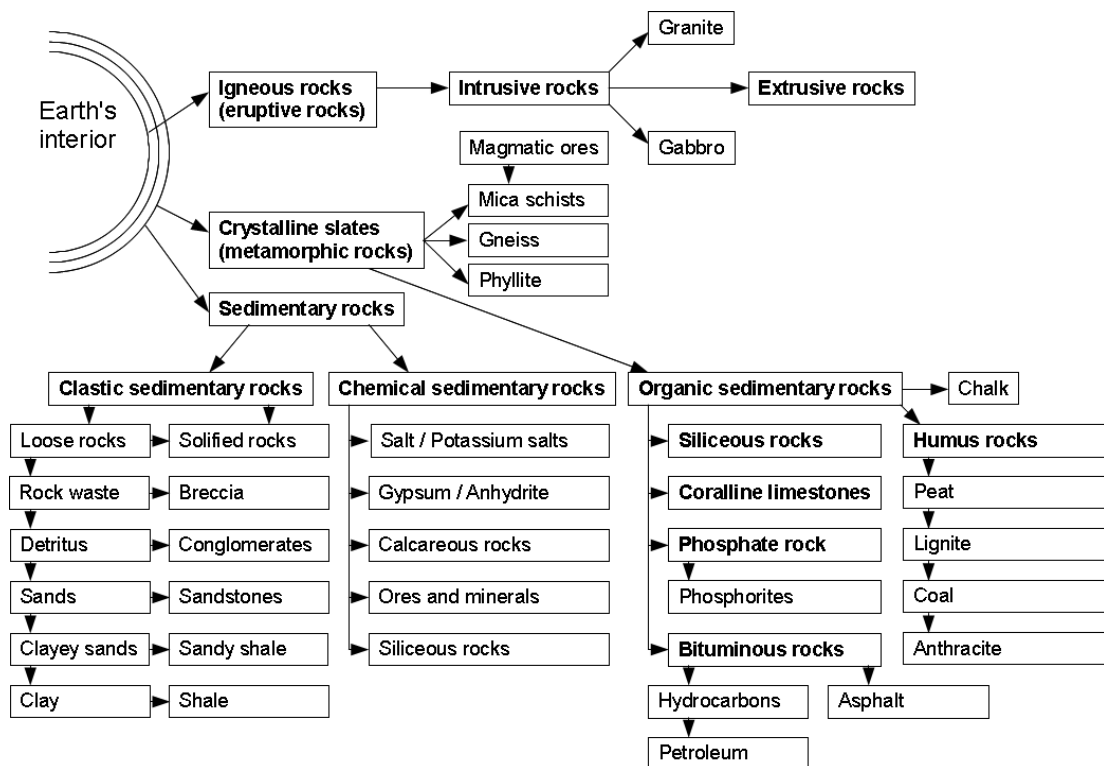 Granite
Earth's
interior
Igneous rocks
(eruptive rocks)
Intrusive rocks
Extrusive rocks
Gabbro
Magmatic ores
Mica schists
Crystalline slates
(metamorphic rocks)
Gneiss
Phyllite
Sedimentary rocks
Clastic sedimentary rocks
Chemical sedimentary rocks
Organic sedimentary rocks
Chalk
Loose rocks
Solified rocks
Rock waste
Breccia
Detritus
Conglomerates
Sands
Sandstones
Clayey sands
Sandy shale
Clay
Shale
Salt / Potassium salts
Gypsum / Anhydrite
Calcareous rocks
Ores and minerals
Siliceous rocks
Siliceous rocks
Coralline limestones
Phosphate rock
Phosphorites
Bituminous rocks
Hydrocarbons
Asphalt
Petroleum
Humus rocks
Peat
Lignite
Coal
Anthracite